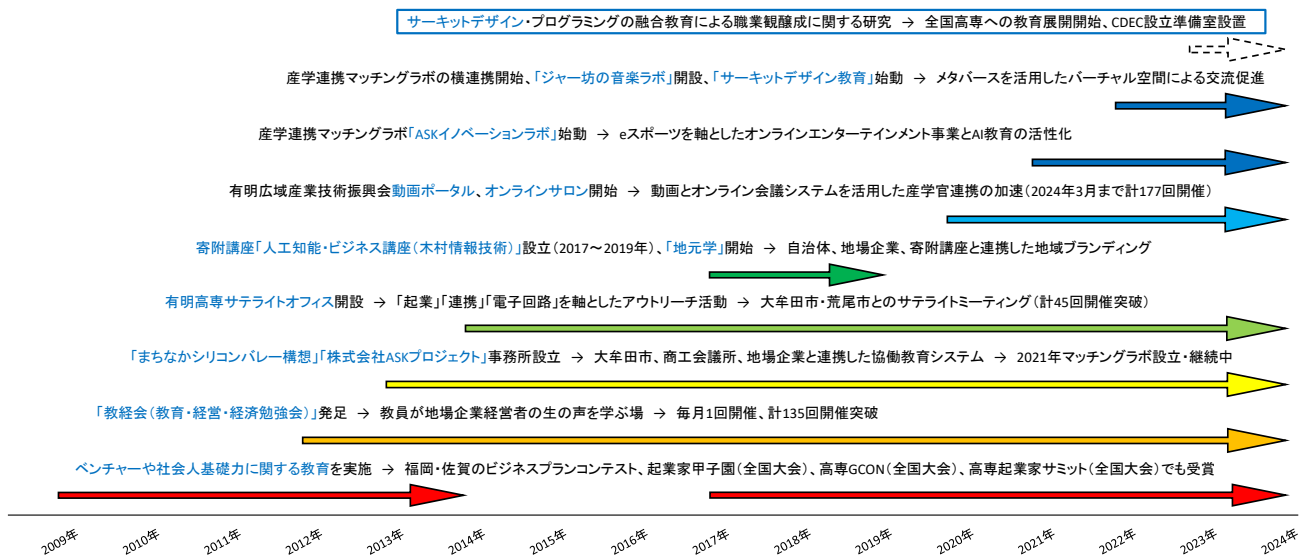 サーキットデザイン・プログラミングの融合教育による職業観醸成に関する研究 → 全国高専への教育展開開始、CDEC設立準備室設置
産学連携マッチングラボの横連携開始、「ジャー坊の音楽ラボ」開設、「サーキットデザイン教育」始動 → メタバースを活用したバーチャル空間による交流促進
産学連携マッチングラボ「ASKイノベーションラボ」始動 → eスポーツを軸としたオンラインエンターテインメント事業とAI教育の活性化
有明広域産業技術振興会動画ポータル、オンラインサロン開始 → 動画とオンライン会議システムを活用した産学官連携の加速(2024年3月まで計177回開催)
寄附講座「人工知能・ビジネス講座(木村情報技術)」設立(2017～2019年)、「地元学」開始 → 自治体、地場企業、寄附講座と連携した地域ブランディング
有明高専サテライトオフィス開設 → 「起業」「連携」「電子回路」を軸としたアウトリーチ活動 → 大牟田市・荒尾市とのサテライトミーティング(計45回開催突破)
「まちなかシリコンバレー構想」「株式会社ASKプロジェクト」事務所設立 → 大牟田市、商工会議所、地場企業と連携した協働教育システム → 2021年マッチングラボ設立・継続中
「教経会(教育・経営・経済勉強会)」発足 → 教員が地場企業経営者の生の声を学ぶ場 → 毎月1回開催、計135回開催突破
ベンチャーや社会人基礎力に関する教育を実施 → 福岡・佐賀のビジネスプランコンテスト、起業家甲子園(全国大会)、高専GCON(全国大会)、高専起業家サミット(全国大会)でも受賞
2009年 2010年 2011年 2012年 2013年 2014年 2015年 2016年 2017年 2018年 2019年 2020年 2021年 2022年 2023年 2024年